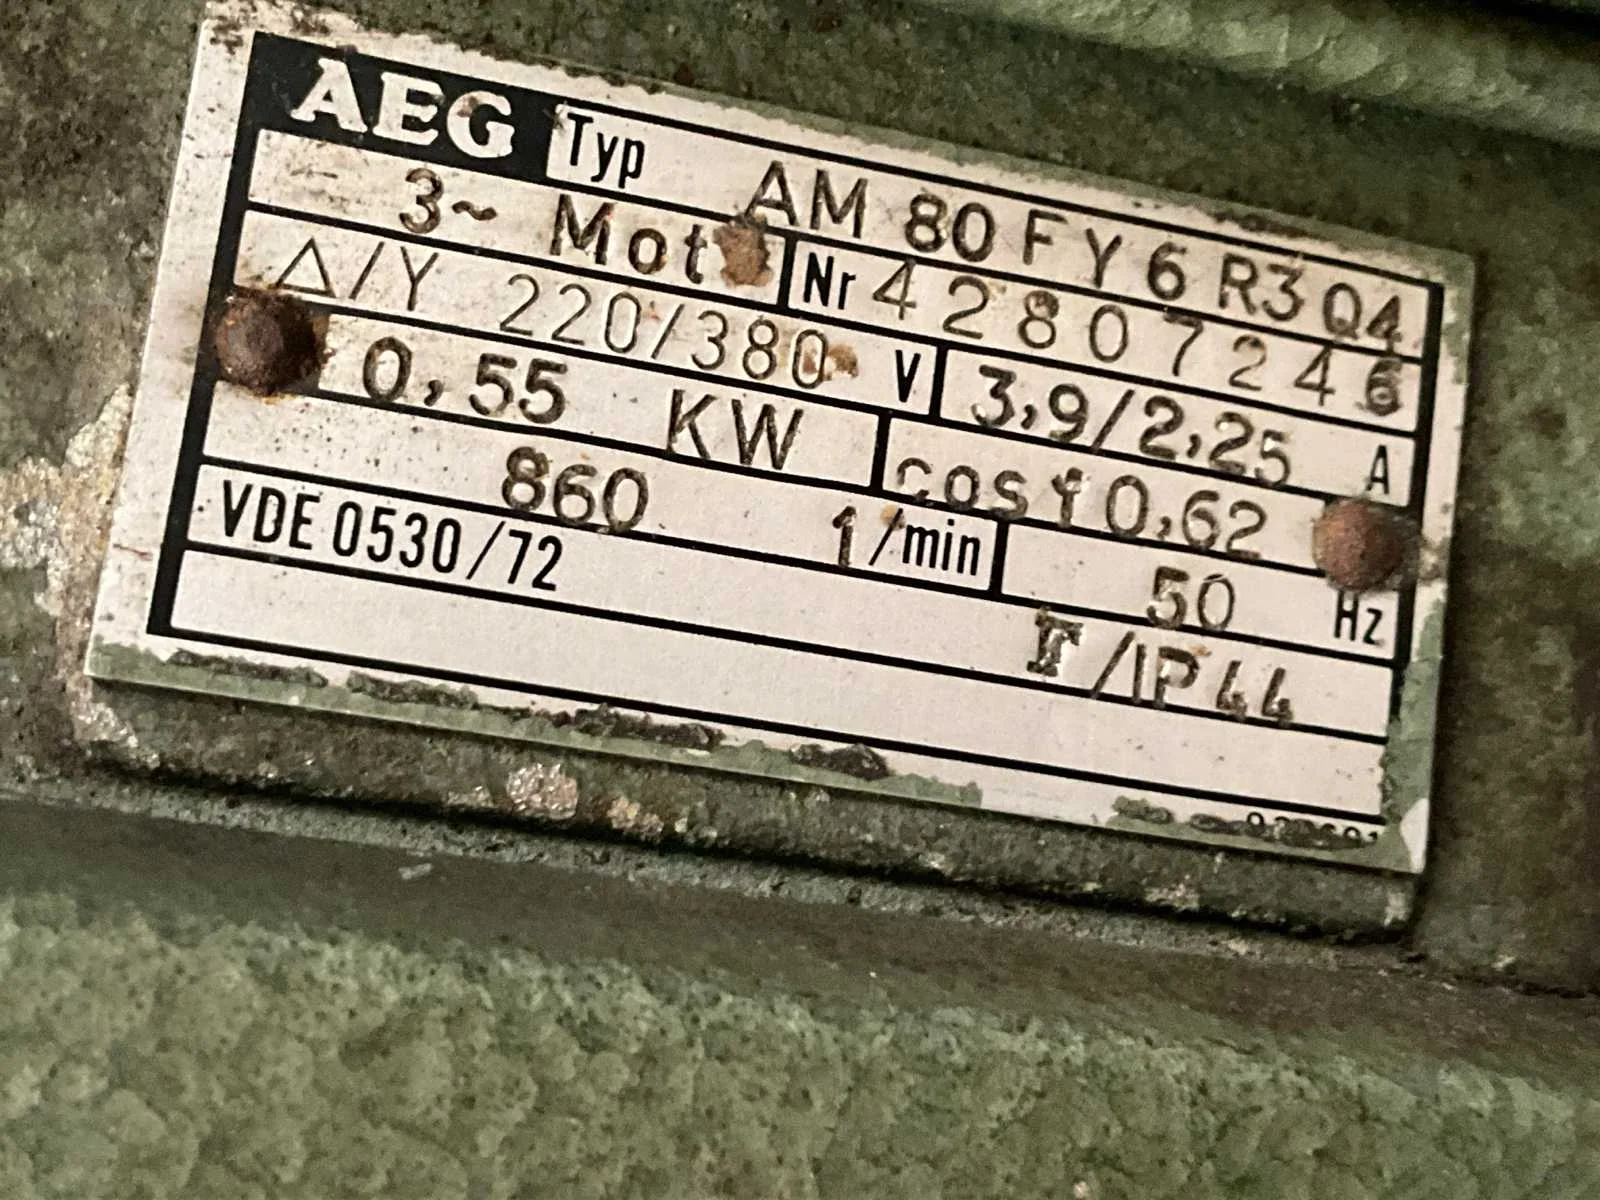 AEG Typ AM 80 F Y 6 R3 Q4
3~ Mot Nr 42807246
△/Y 220/380 V 3,9/2,25 A
0,55 KW cos φ 0,62
860 1/min 50 Hz
VDE 0530/72 /IP44